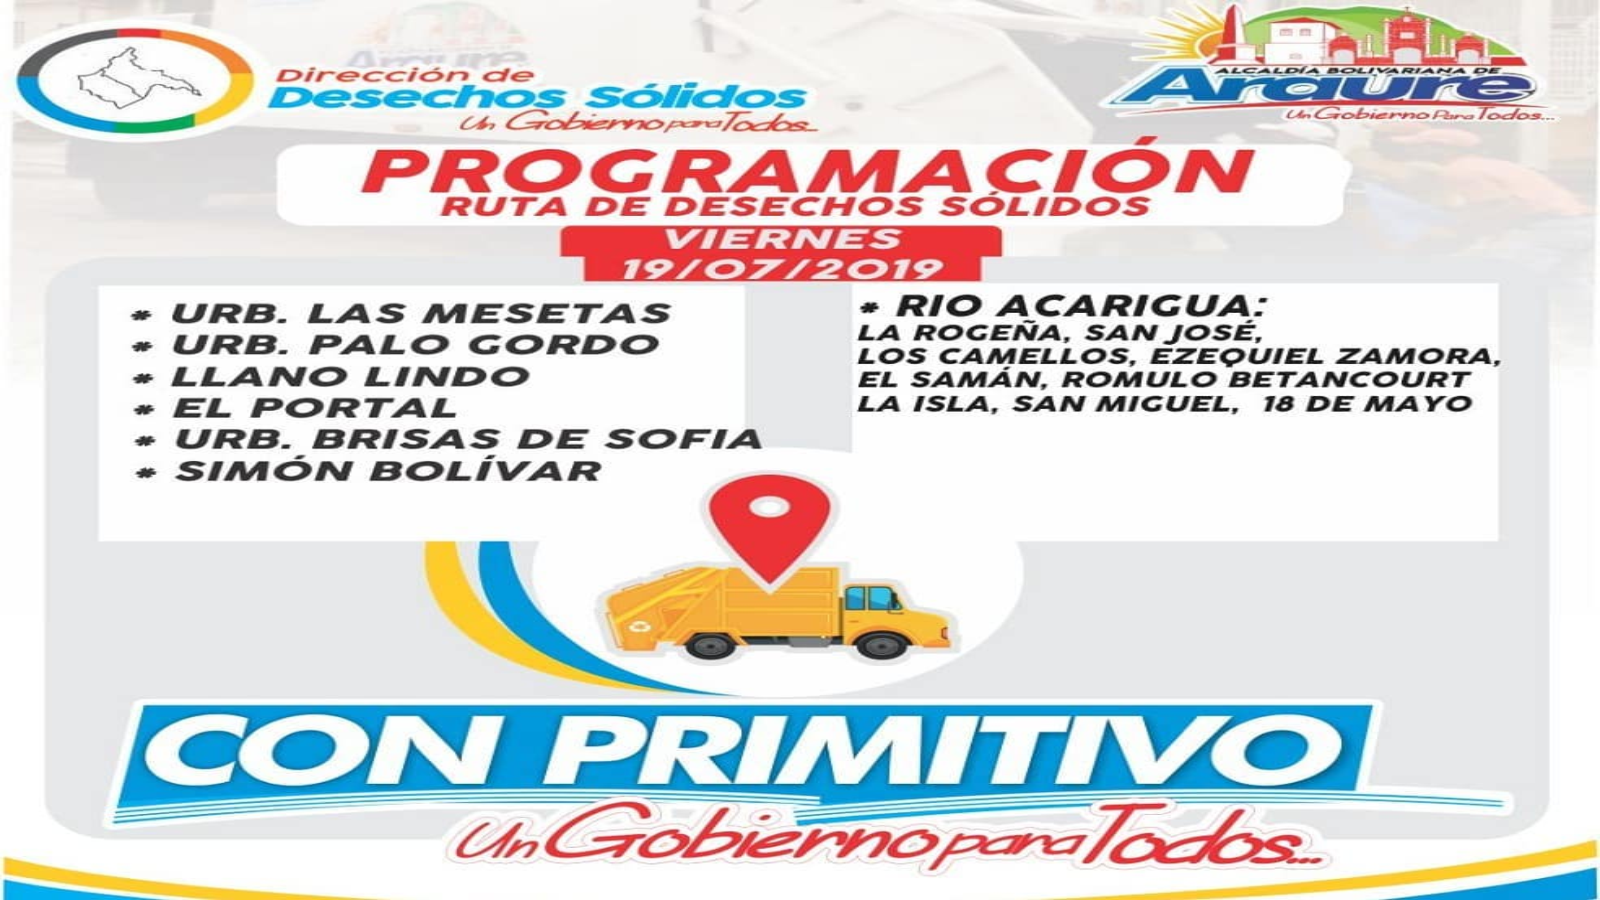 Dirección de
Desechos Sólidos
Un Gobierno para Todos...
ALCALDÍA BOLIVARIANA DE
Araure
Un Gobierno Para Todos...
PROGRAMACIÓN
RUTA DE DESECHOS SÓLIDOS
VIERNES
19/07/2019
* URB. LAS MESETAS
* URB. PALO GORDO
* LLANO LINDO
* EL PORTAL
* URB. BRISAS DE SOFIA
* SIMÓN BOLÍVAR
* RIO ACARIGUA:
LA ROGEÑA, SAN JOSÉ,
LOS CAMELLOS, EZEQUIEL ZAMORA,
EL SAMÁN, ROMULO BETANCOURT
LA ISLA, SAN MIGUEL, 18 DE MAYO
CON PRIMITIVO
Un Gobierno para Todos...